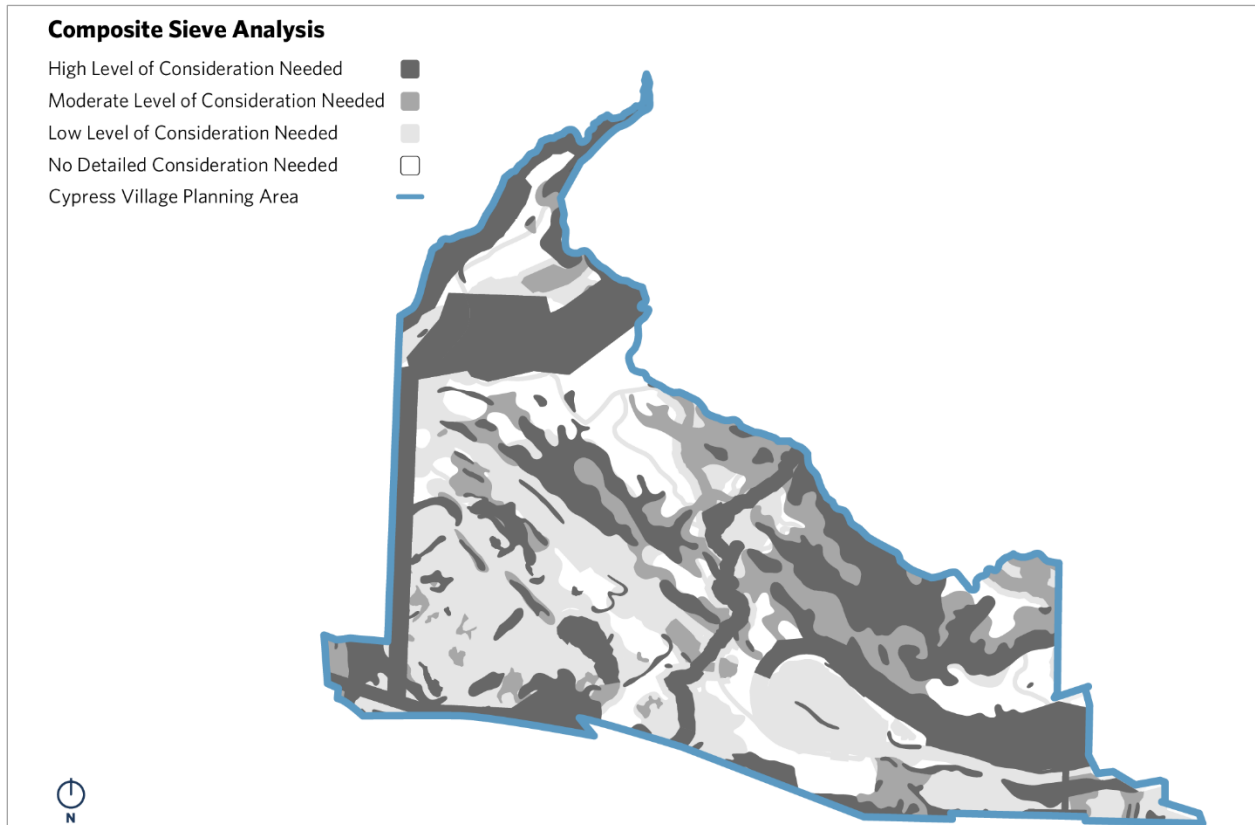 Composite Sieve Analysis
High Level of Consideration Needed
Moderate Level of Consideration Needed
Low Level of Consideration Needed
No Detailed Consideration Needed
Cypress Village Planning Area
N